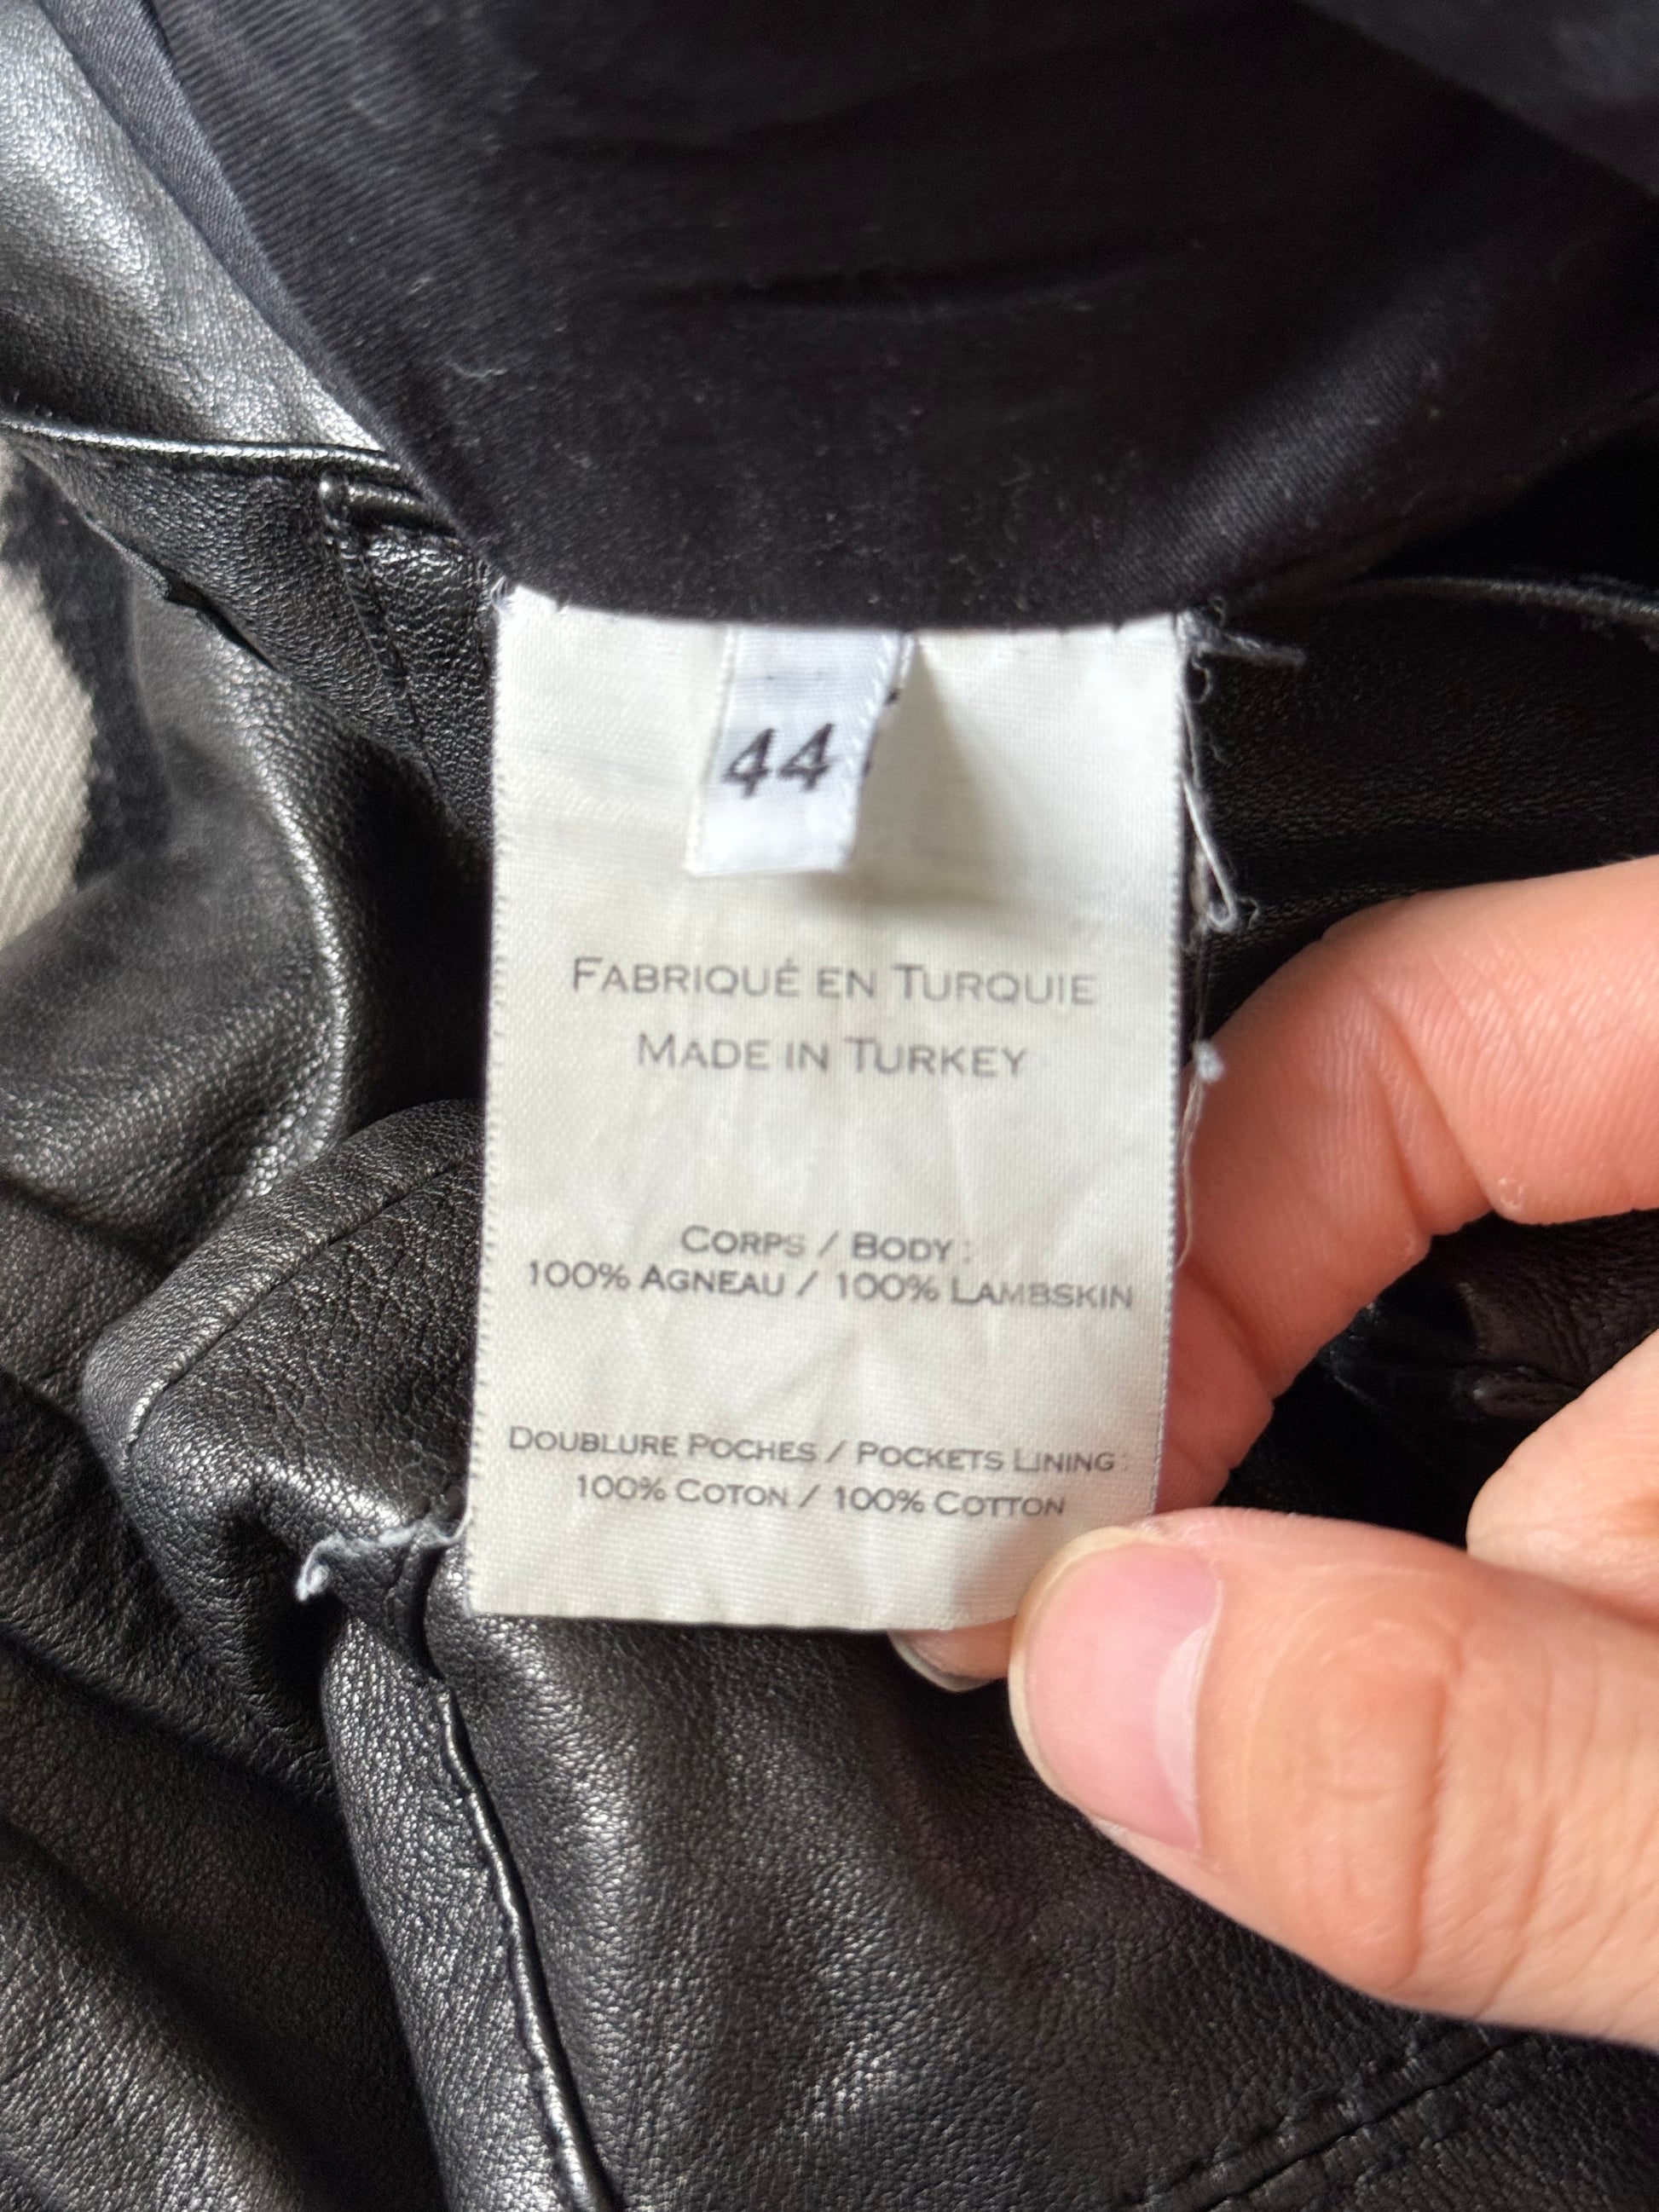 44
FABRIQUÉ EN TURQUIE
MADE IN TURKEY
CORPS / BODY :
100% AGNEAU / 100% LAMBSKIN
DOUBLURE POCHES / POCKETS LINING :
100% COTON / 100% COTTON